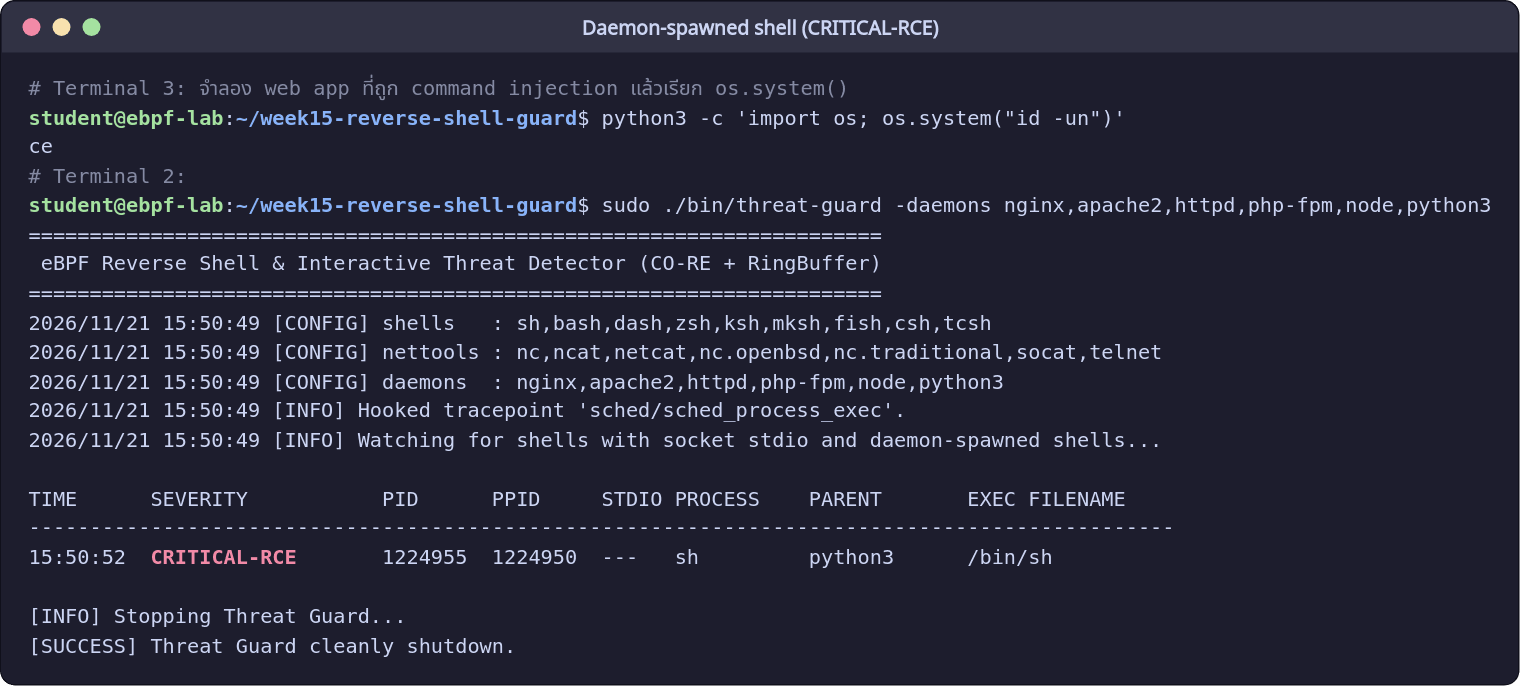 Daemon-spawned shell (CRITICAL-RCE)
# Terminal 3: จำลอง web app ที่ถูก command injection แล้วเรียก os.system()
student@ebpf-lab:~/week15-reverse-shell-guard$ python3 -c 'import os; os.system("id -un")'
ce
# Terminal 2:
student@ebpf-lab:~/week15-reverse-shell-guard$ sudo ./bin/threat-guard -daemons nginx,apache2,httpd,php-fpm,node,python3
======================================================================
 eBPF Reverse Shell & Interactive Threat Detector (CO-RE + RingBuffer)
======================================================================
2026/11/21 15:50:49 [CONFIG] shells   : sh,bash,dash,zsh,ksh,mksh,fish,csh,tcsh
2026/11/21 15:50:49 [CONFIG] nettools : nc,ncat,netcat,nc.openbsd,nc.traditional,socat,telnet
2026/11/21 15:50:49 [CONFIG] daemons  : nginx,apache2,httpd,php-fpm,node,python3
2026/11/21 15:50:49 [INFO] Hooked tracepoint 'sched/sched_process_exec'.
2026/11/21 15:50:49 [INFO] Watching for shells with socket stdio and daemon-spawned shells...
TIME      SEVERITY           PID      PPID     STDIO PROCESS    PARENT       EXEC FILENAME
----------------------------------------------------------------------------------------------
15:50:52  CRITICAL-RCE       1224955  1224950  ---   sh         python3      /bin/sh
[INFO] Stopping Threat Guard...
[SUCCESS] Threat Guard cleanly shutdown.